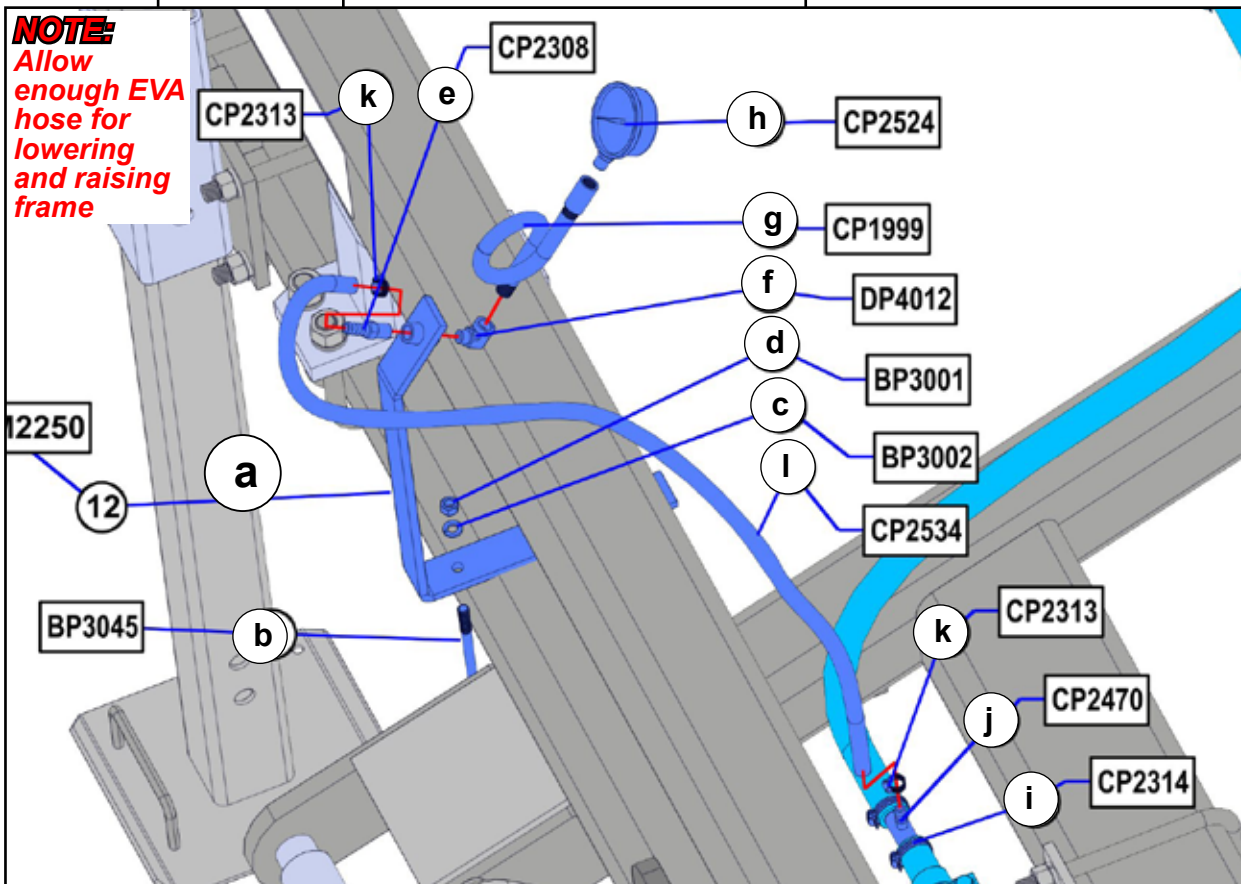 NOTE:
Allow
enough EVA
hose for
lowering
and raising
frame
CP2308
CP2313
k
e
h
CP2524
g
CP1999
f
DP4012
d
BP3001
c
BP3002
a
12
l
CP2534
BP3045
b
k
CP2313
j
CP2470
i
CP2314